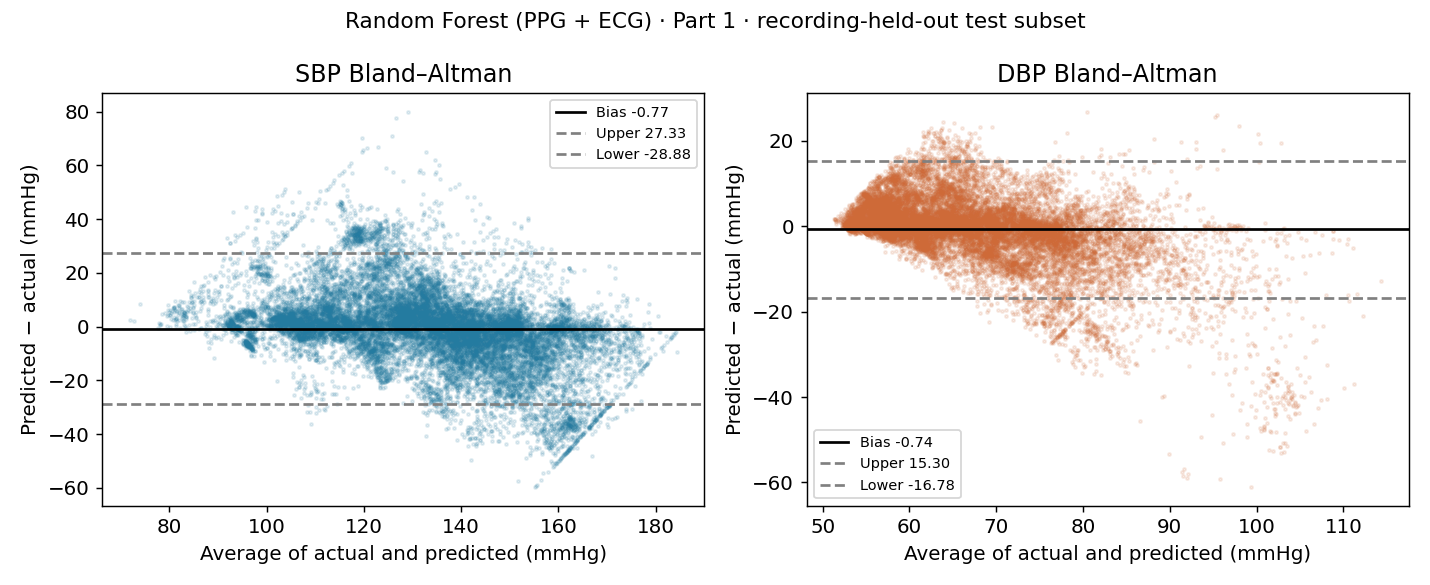 Random Forest (PPG + ECG) · Part 1 · recording-held-out test subset
SBP Bland–Altman
Predicted − actual (mmHg)
80
60
40
20
0
−20
−40
−60
Bias -0.77
Upper 27.33
Lower -28.88
80
100
120
140
160
180
Average of actual and predicted (mmHg)
DBP Bland–Altman
Predicted − actual (mmHg)
20
0
−20
−40
−60
Bias -0.74
Upper 15.30
Lower -16.78
50
60
70
80
90
100
110
Average of actual and predicted (mmHg)